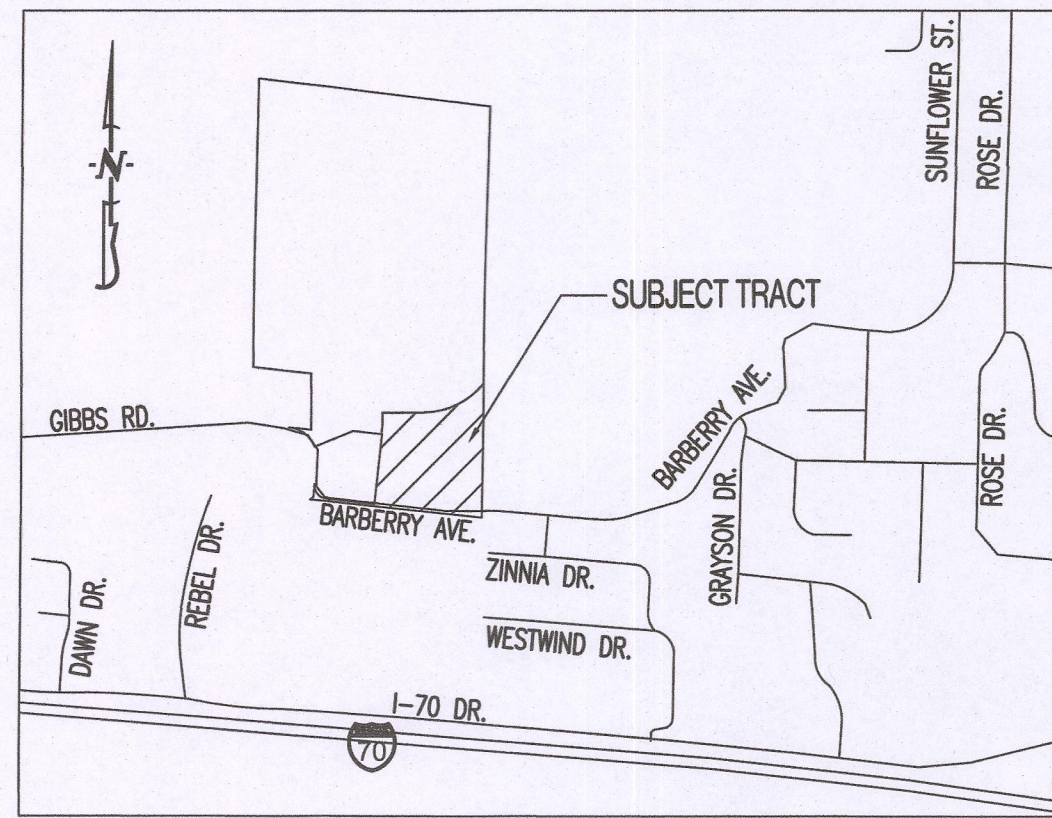 SUNFLOWER ST.
ROSE DR.
-N-
SUBJECT TRACT
BARBERRY AVE.
GIBBS RD.
ROSE DR.
BARBERRY AVE.
GRAYSON DR.
REBEL DR.
ZINNIA DR.
DAWN DR.
WESTWIND DR.
I-70 DR.
70